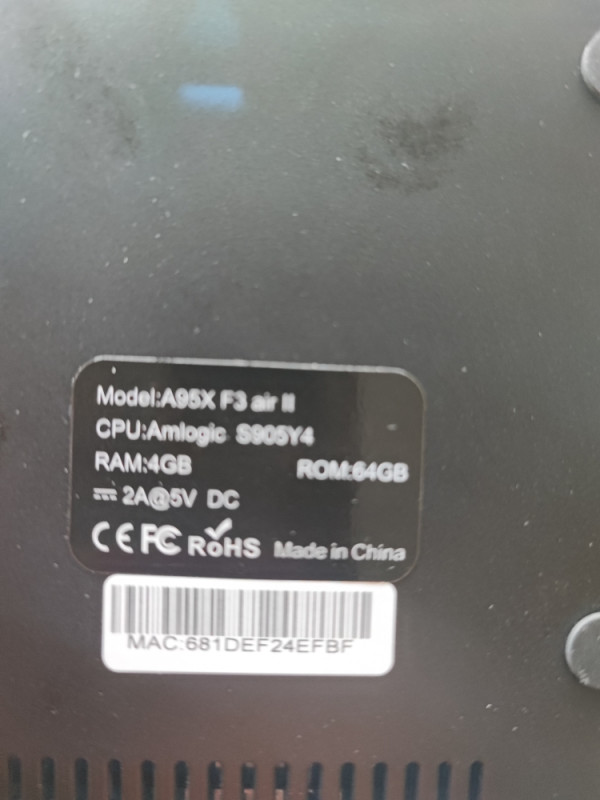 Model:A95X F3 air II
CPU:Amlogic S905Y4
RAM:4GB ROM:64GB
2A@5V DC
CE FC RoHS Made in China
MAC:681DEF24EFBF